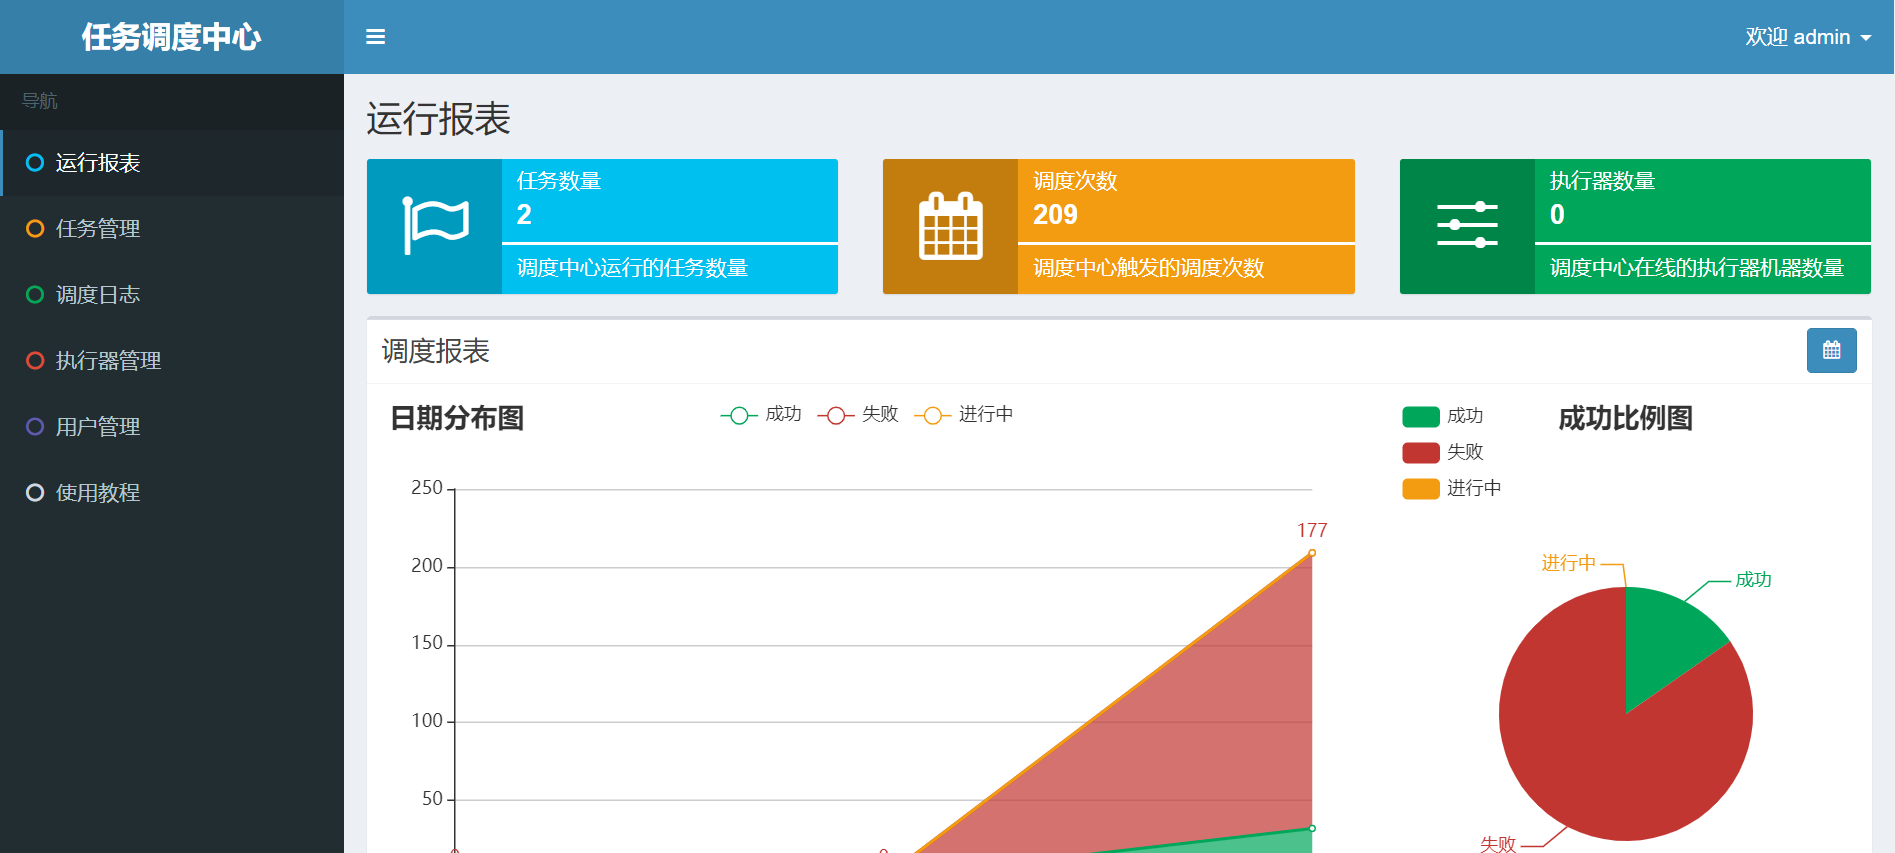 任务调度中心
欢迎 admin
导航
运行报表
任务管理
调度日志
执行器管理
用户管理
使用教程
运行报表
任务数量
2
调度中心运行的任务数量
调度次数
209
调度中心触发的调度次数
执行器数量
0
调度中心在线的执行器机器数量
调度报表
日期分布图
成功 失败 进行中
250
200
150
100
50
177
成功
失败
进行中
成功比例图
进行中
成功
失败